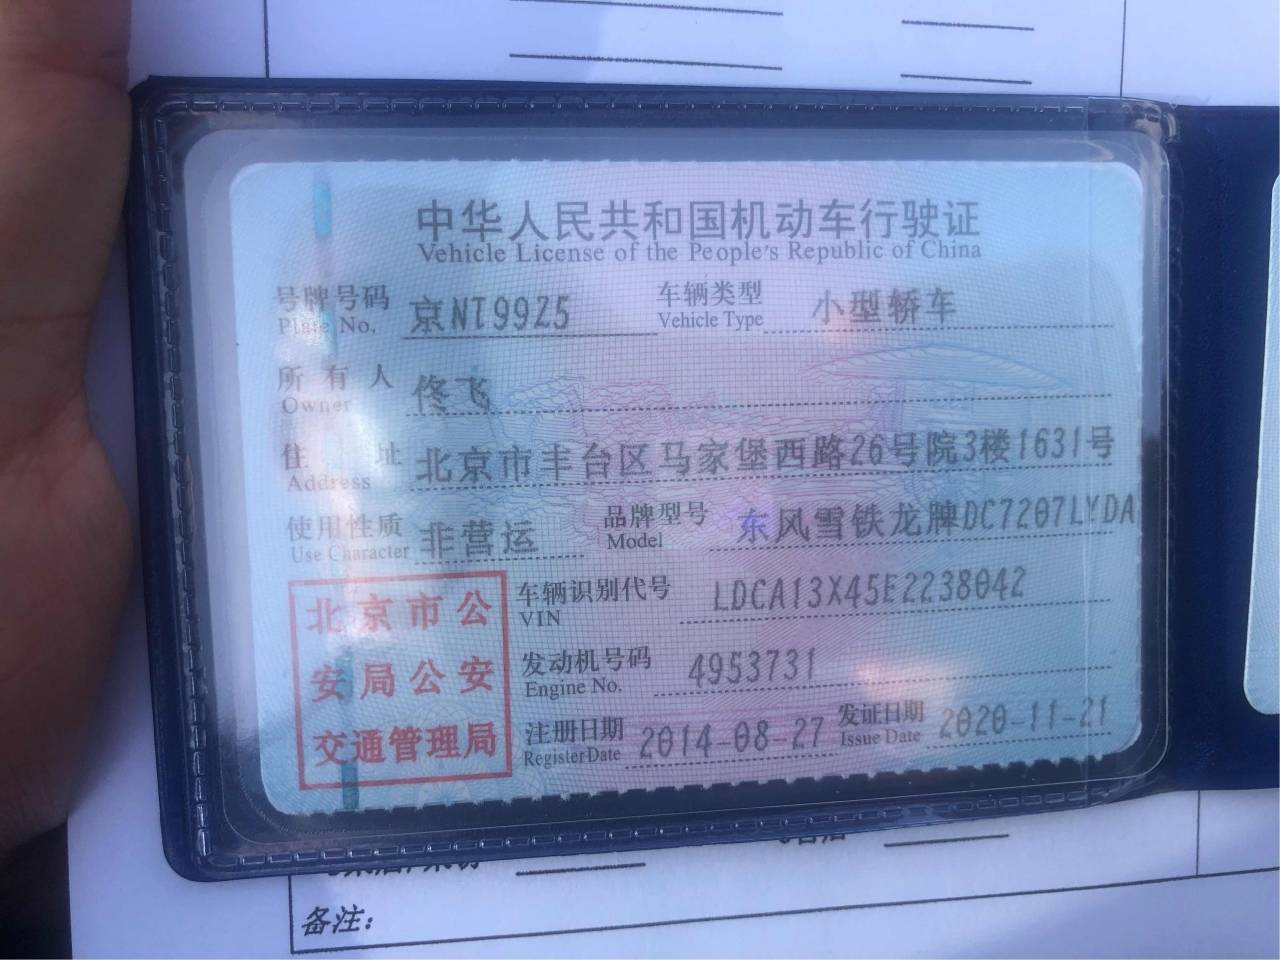 中华人民共和国机动车行驶证
Vehicle License of the People's Republic of China
号牌号码 京NT99Z5 车辆类型 小型轿车
Plate No. Vehicle Type
所有人 佟飞
Owner
住址 北京市丰台区马家堡西路26号院3楼1631号
Address
使用性质 非营运 品牌型号 东风雪铁龙牌DC7207LYDA
Use Character Model
北京市公
安局公安
交通管理局
车辆识别代号 LDCA13X45E2238042
VIN
发动机号码 4953731
Engine No.
注册日期 2014-08-27 发证日期 2020-11-21
Register Date Issue Date
备注：